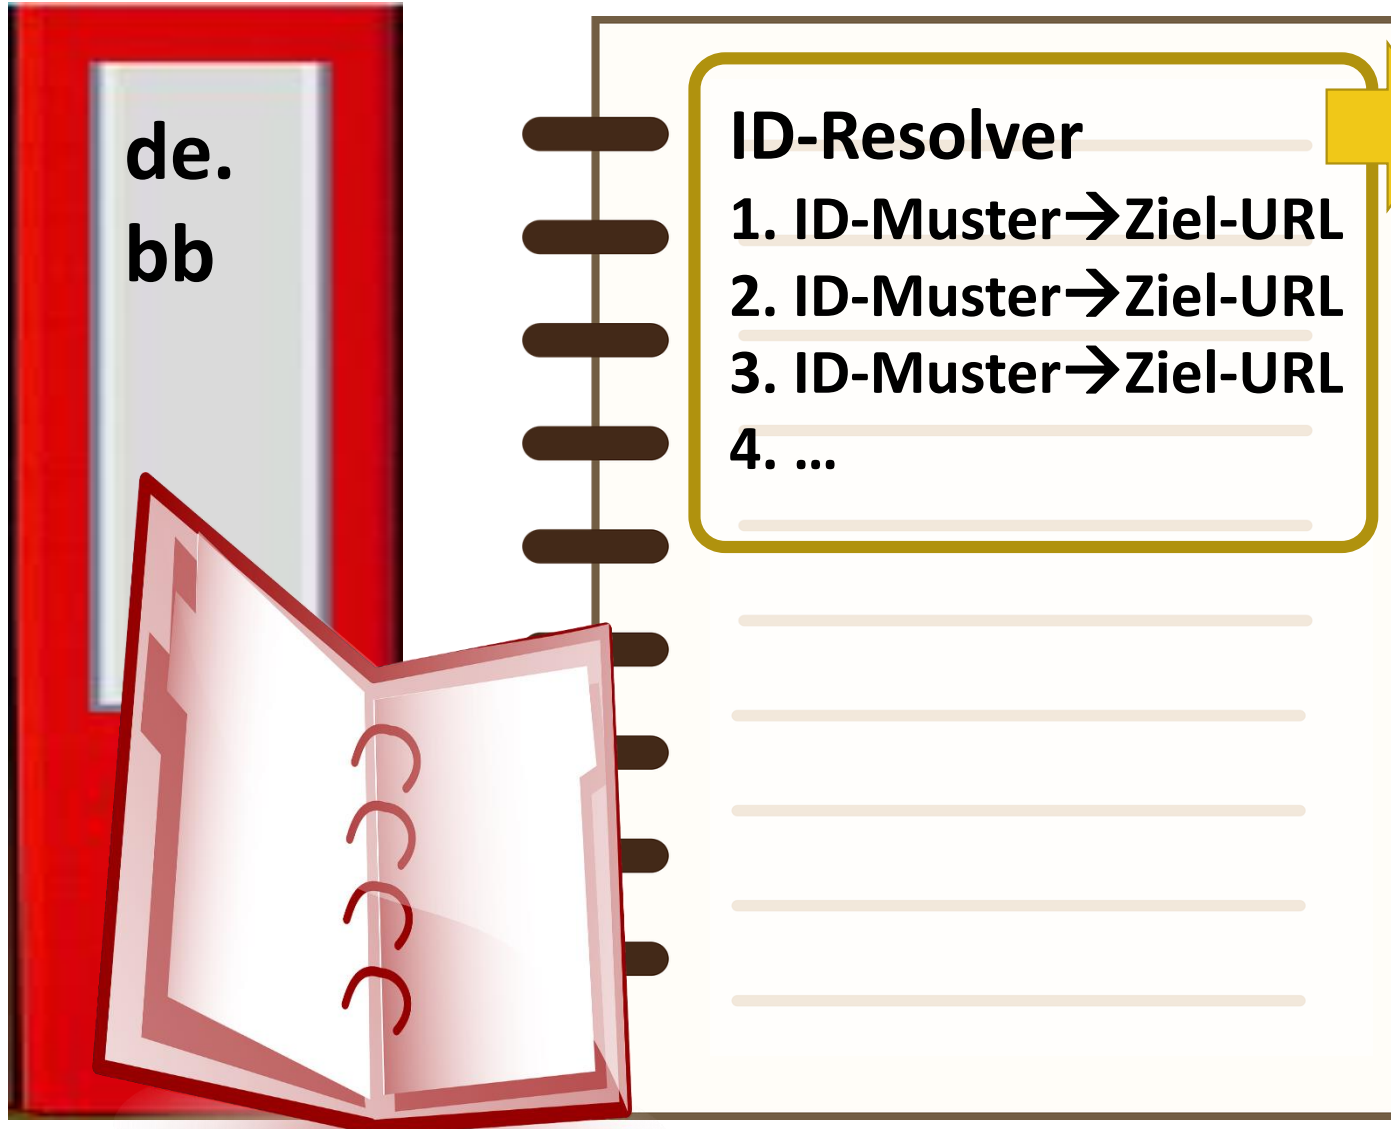 de.
bb
ID-Resolver
1. ID-Muster→Ziel-URL
2. ID-Muster→Ziel-URL
3. ID-Muster→Ziel-URL
4. …